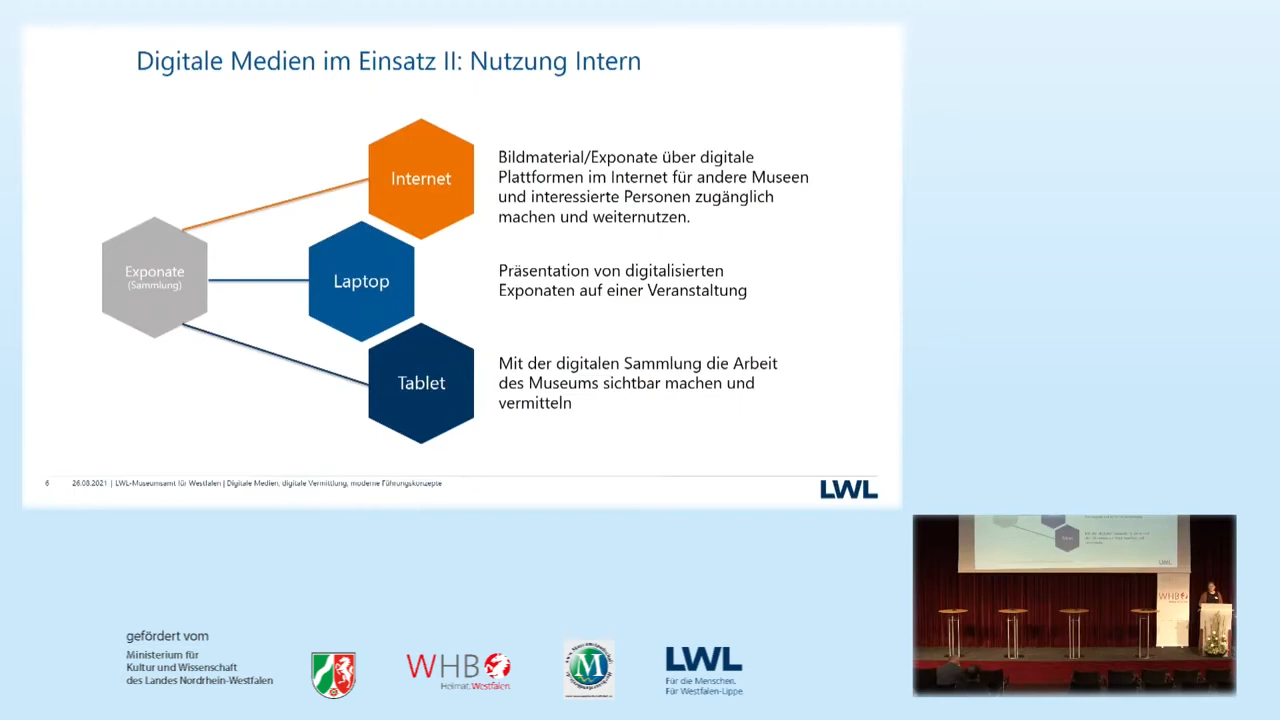 Digitale Medien im Einsatz II: Nutzung Intern
Internet
Bildmaterial/Exponate über digitale
Plattformen im Internet für andere Museen
und interessierte Personen zugänglich
machen und weiternutzen.
Exponate
(Sammlung)
Laptop
Präsentation von digitalisierten
Exponaten auf einer Veranstaltung
Tablet
Mit der digitalen Sammlung die Arbeit
des Museums sichtbar machen und
vermitteln
6 26.08.2021 | LWL-Museumsamt für Westfalen | Digitale Medien, digitale Vermittlung, moderne Führungskonzepte
LWL
LWL
WHB
gefördert vom
Ministerium für
Kultur und Wissenschaft
des Landes Nordrhein-Westfalen
WHB
Heimat.Westfalen.
M
LWL
Für die Menschen.
Für Westfalen-Lippe.